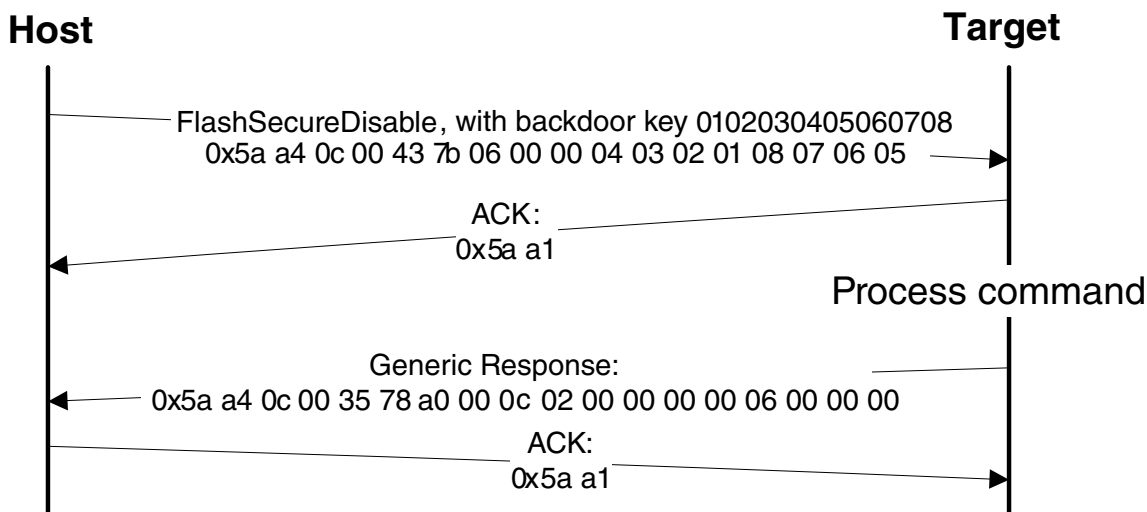 Host
Target
FlashSecureDisable, with backdoor key 0102030405060708
0x5a a4 0c 00 43 7b 06 00 00 04 03 02 01 08 07 06 05
ACK:
0x5a a1
Process command
Generic Response:
0x5a a4 0c 00 35 78 a0 00 0c 02 00 00 00 00 06 00 00 00
ACK:
0x5a a1